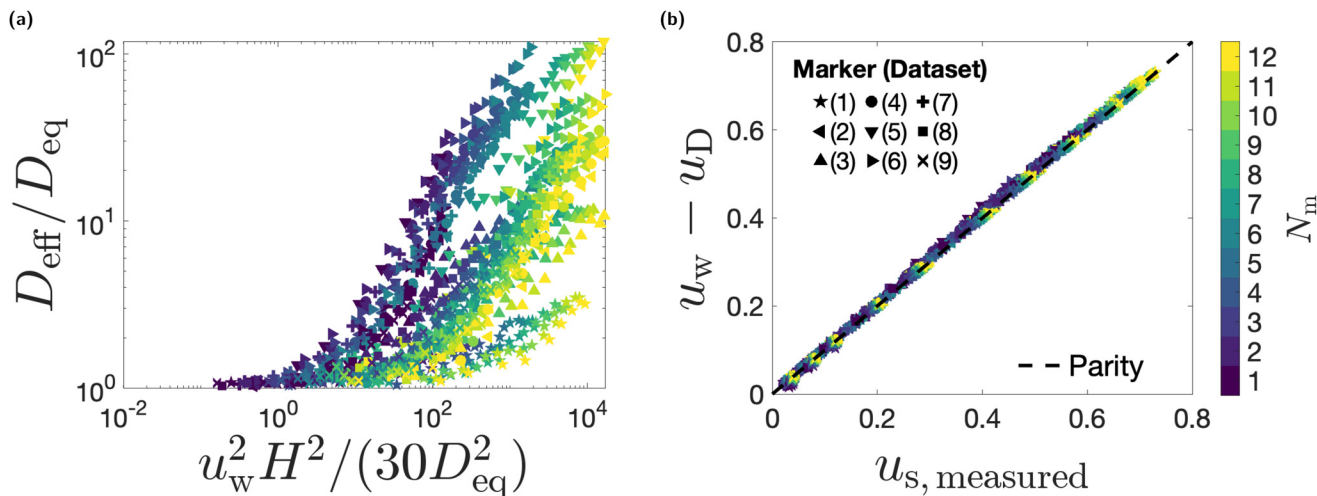 (a)
D_eff / D_eq
10^2
10^1
10^0
10^-2
10^0
10^2
10^4
u_w^2 H^2 / (30 D_eq^2)
(b)
u_w − u_D
0.8
0.6
0.4
0.2
0
Marker (Dataset)
★(1) ●(4) ✚(7)
◀(2) ▼(5) ■(8)
▲(3) ▶(6) ×(9)
Parity
0 0.2 0.4 0.6 0.8
u_s, measured
12
11
10
9
8
7
6
5
4
3
2
1
N_m